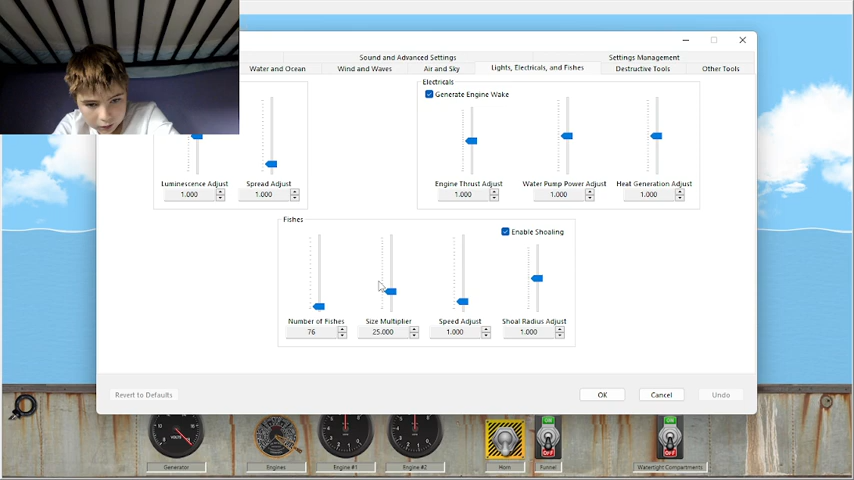 Sound and Advanced Settings
Settings Management
Water and Ocean
Wind and Waves
Air and Sky
Lights, Electricals, and Fishes
Destructive Tools
Other Tools
Electricals
Generate Engine Wake
Luminescence Adjust
Spread Adjust
Engine Thrust Adjust
Water Pump Power Adjust
Heat Generation Adjust
1.000
1.000
1.000
1.000
1.000
Fishes
Enable Shoaling
Number of Fishes
Size Multiplier
Speed Adjust
Shoal Radius Adjust
76
25.000
1.000
1.000
Revert to Defaults
OK
Cancel
Undo
VOLTS
ON
ON
OFF
OFF
Generator
Engines
Engine #1
Engine #2
Horn
Funnel
Watertight Compartments